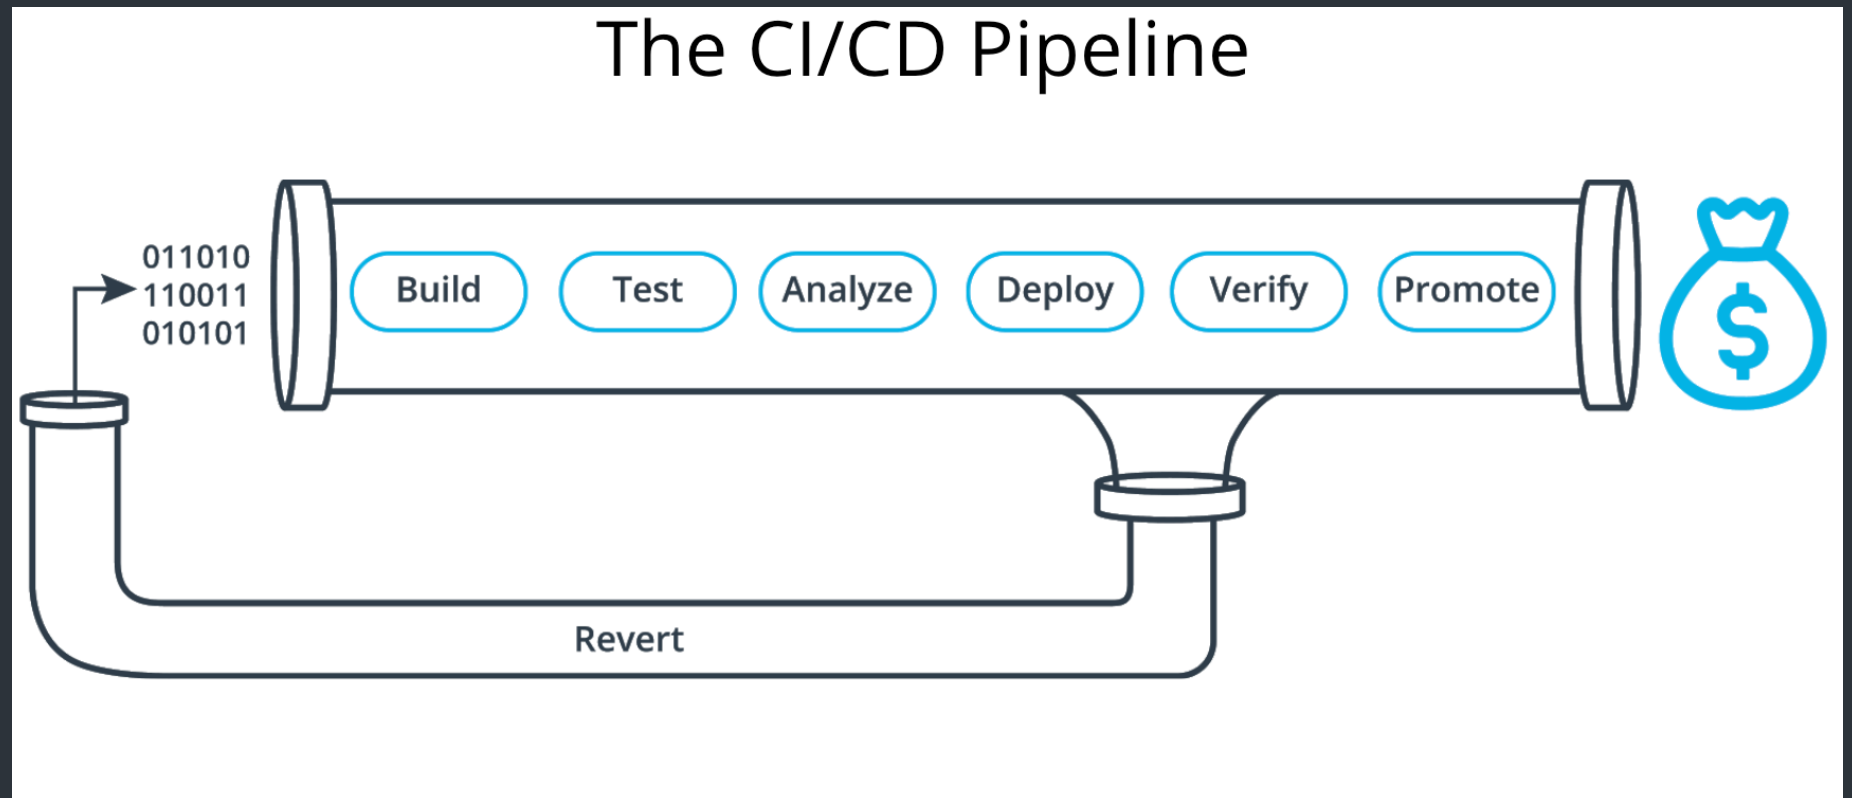 The CI/CD Pipeline
011010
110011
010101
Build Test Analyze Deploy Verify Promote
$
Revert